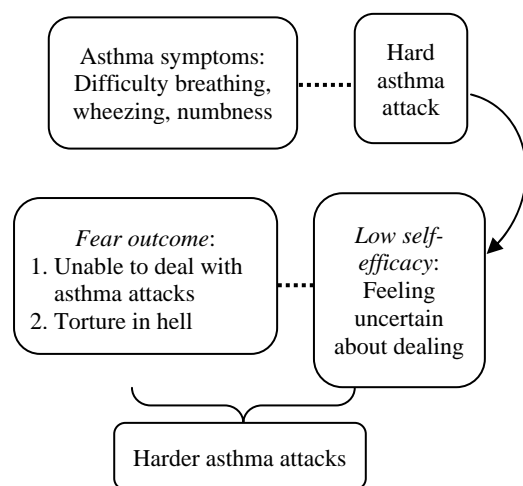 Asthma symptoms:
Difficulty breathing,
wheezing, numbness
Hard
asthma
attack
Fear outcome:
1. Unable to deal with
asthma attacks
2. Torture in hell
Low self-
efficacy:
Feeling
uncertain
about dealing
Harder asthma attacks